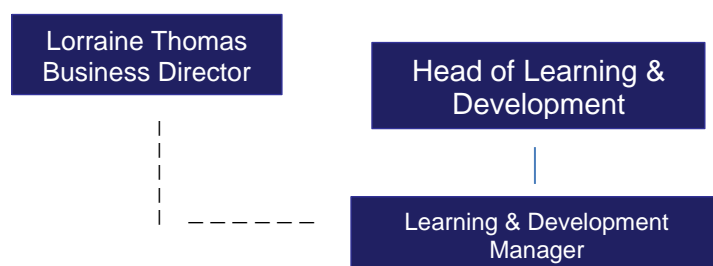 Lorraine Thomas
Business Director
Head of Learning &
Development
Learning & Development
Manager